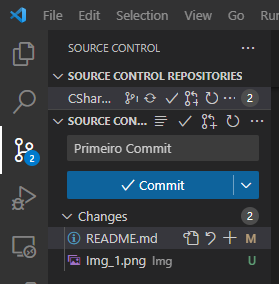 File Edit Selection View Go Run
SOURCE CONTROL
SOURCE CONTROL REPOSITORIES
CShar... 2
SOURCE CON...
Primeiro Commit
Commit
Changes 2
README.md M
Img_1.png Img U
2